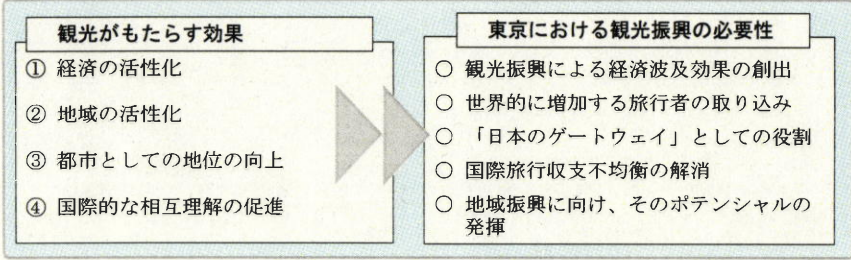 観光がもたらす効果
① 経済の活性化
② 地域の活性化
③ 都市としての地位の向上
④ 国際的な相互理解の促進
東京における観光振興の必要性
○ 観光振興による経済波及効果の創出
○ 世界的に増加する旅行者の取り込み
○ 「日本のゲートウェイ」としての役割
○ 国際旅行収支不均衡の解消
○ 地域振興に向け、そのポテンシャルの
発揮